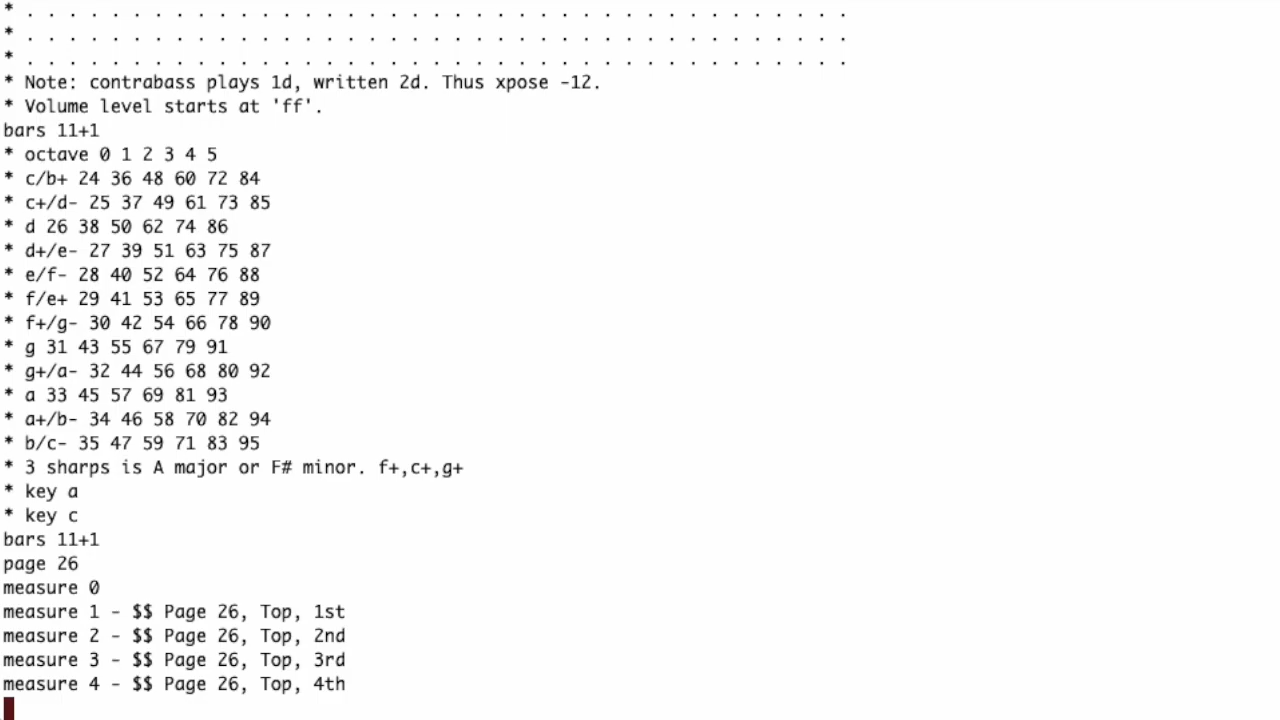 * . . . . . . . . . . . . . . . . . . . . . . . . . . . . . . . . . . . . . . .
* . . . . . . . . . . . . . . . . . . . . . . . . . . . . . . . . . . . . . . .
* . . . . . . . . . . . . . . . . . . . . . . . . . . . . . . . . . . . . . . .
* Note: contrabass plays 1d, written 2d. Thus xpose -12.
* Volume level starts at 'ff'.
bars 11+1
* octave 0 1 2 3 4 5
* c/b+ 24 36 48 60 72 84
* c+/d- 25 37 49 61 73 85
* d 26 38 50 62 74 86
* d+/e- 27 39 51 63 75 87
* e/f- 28 40 52 64 76 88
* f/e+ 29 41 53 65 77 89
* f+/g- 30 42 54 66 78 90
* g 31 43 55 67 79 91
* g+/a- 32 44 56 68 80 92
* a 33 45 57 69 81 93
* a+/b- 34 46 58 70 82 94
* b/c- 35 47 59 71 83 95
* 3 sharps is A major or F# minor. f+,c+,g+
* key a
* key c
bars 11+1
page 26
measure 0
measure 1 - $$ Page 26, Top, 1st
measure 2 - $$ Page 26, Top, 2nd
measure 3 - $$ Page 26, Top, 3rd
measure 4 - $$ Page 26, Top, 4th